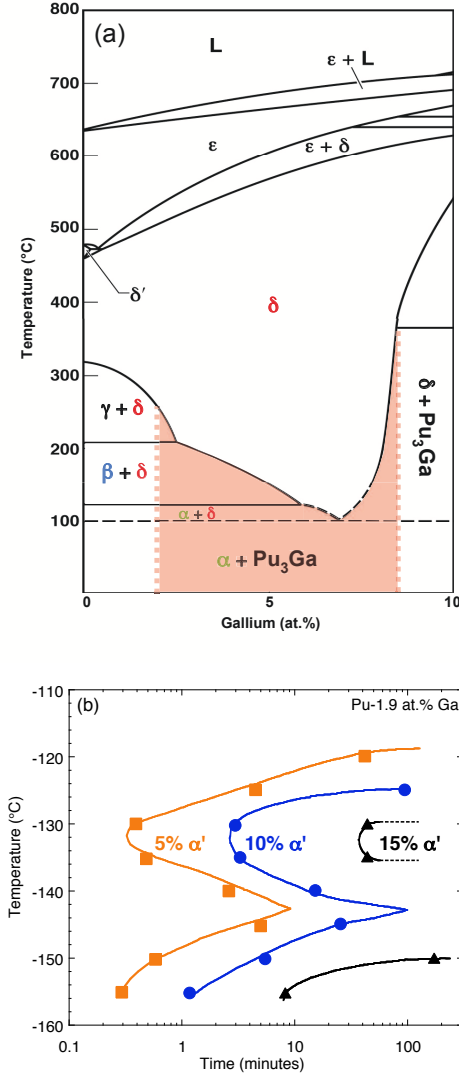 800
(a)
L
ε + L
700
600
ε
ε + δ
500
δ′
400
δ
Temperature (°C)
300
γ + δ
δ + Pu₃Ga
200
β + δ
α + δ
100
α + Pu₃Ga
0 5 10
Gallium (at.%)
-110
(b)
Pu-1.9 at.% Ga
-120
-130
5% α'
10% α'
15% α'
Temperature (°C)
-140
-150
-160
0.1 1 10 100
Time (minutes)